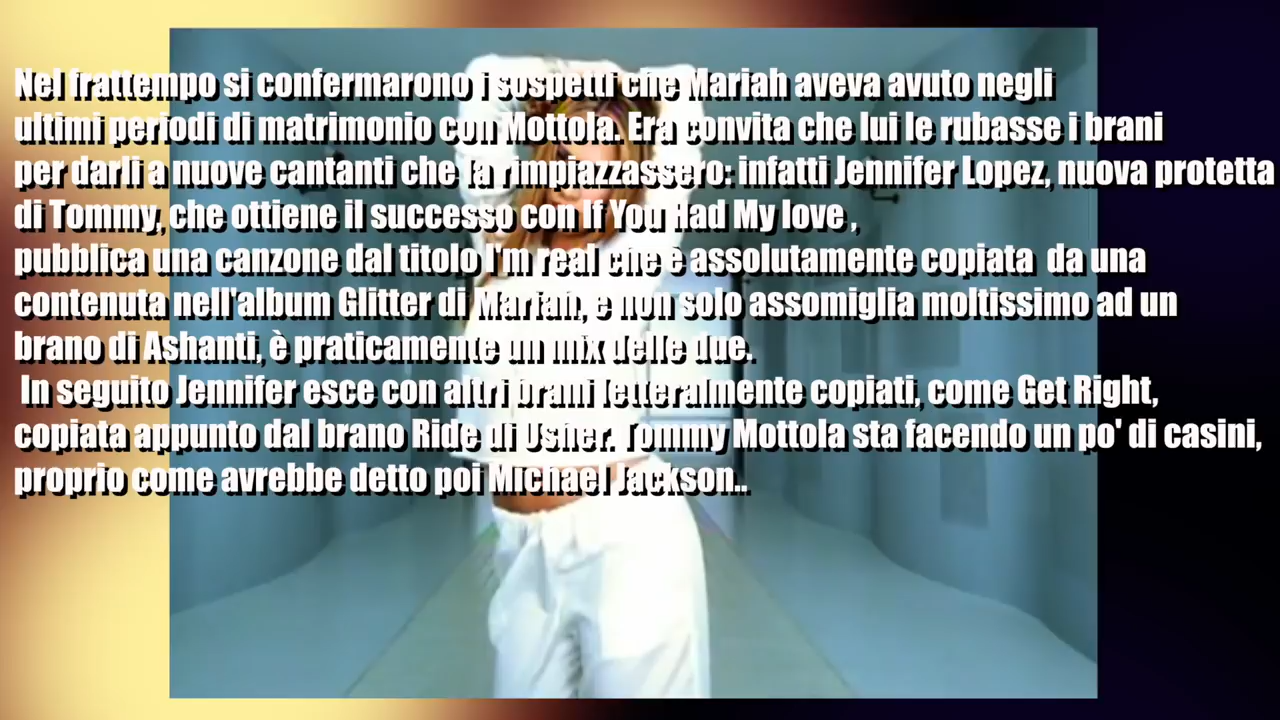 Nel frattempo si confermarono i sospetti che Mariah aveva avuto negli
ultimi periodi di matrimonio con Mottola. Era convita che lui le rubasse i brani
per darli a nuove cantanti che la rimpiazzassero: infatti Jennifer Lopez, nuova protetta
di Tommy, che ottiene il successo con If You Had My love ,
pubblica una canzone dal titolo I'm real che è assolutamente copiata da una
contenuta nell'album Glitter di Mariah, e non solo assomiglia moltissimo ad un
brano di Ashanti, è praticamente un mix delle due.
In seguito Jennifer esce con altri brani letteralmente copiati, come Get Right,
copiata appunto dal brano Ride di Usher. Tommy Mottola sta facendo un po' di casini,
proprio come avrebbe detto poi Michael Jackson..